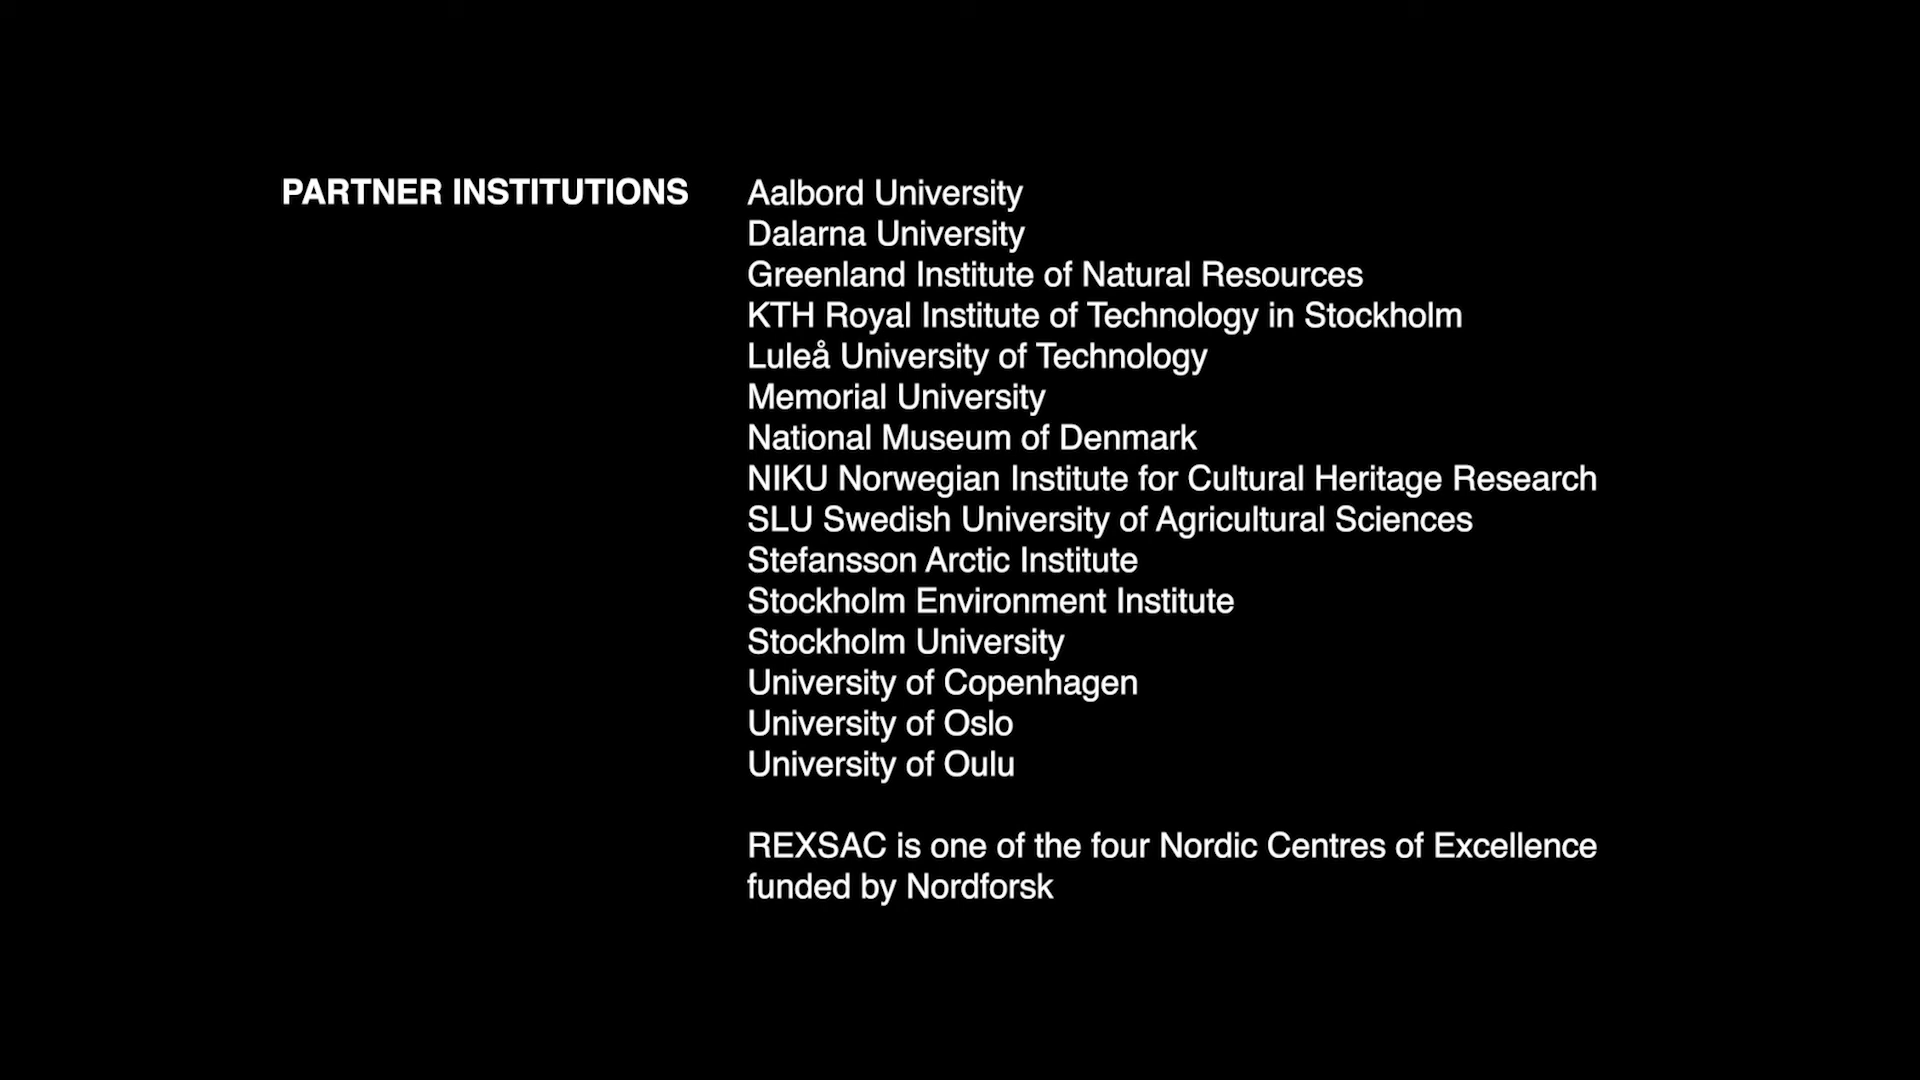 PARTNER INSTITUTIONS
Aalbord University
Dalarna University
Greenland Institute of Natural Resources
KTH Royal Institute of Technology in Stockholm
Luleå University of Technology
Memorial University
National Museum of Denmark
NIKU Norwegian Institute for Cultural Heritage Research
SLU Swedish University of Agricultural Sciences
Stefansson Arctic Institute
Stockholm Environment Institute
Stockholm University
University of Copenhagen
University of Oslo
University of Oulu
REXSAC is one of the four Nordic Centres of Excellence
funded by Nordforsk